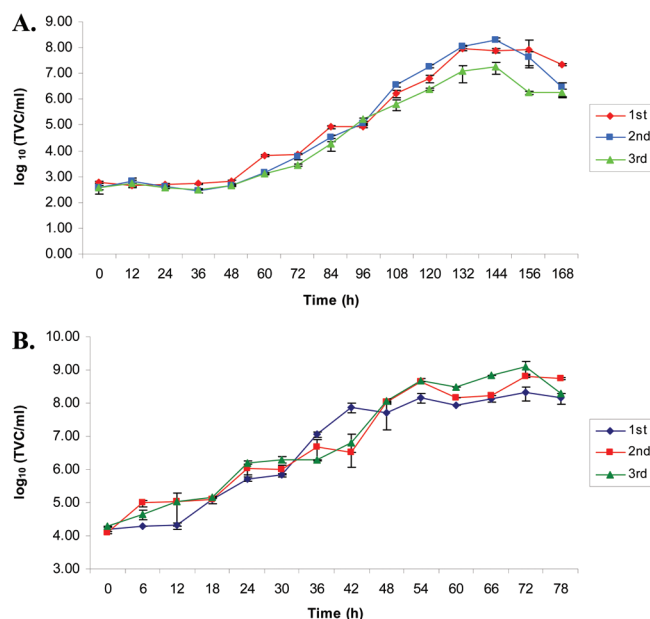 A.
log 10 (TVC/ml)
10.00
9.00
8.00
7.00
6.00
5.00
4.00
3.00
2.00
1.00
0.00
0 12 24 36 48 60 72 84 96 108 120 132 144 156 168
Time (h)
1st
2nd
3rd
B.
log10 (TVC/ml)
10.00
9.00
8.00
7.00
6.00
5.00
4.00
3.00
0 6 12 18 24 30 36 42 48 54 60 66 72 78
Time (h)
1st
2nd
3rd